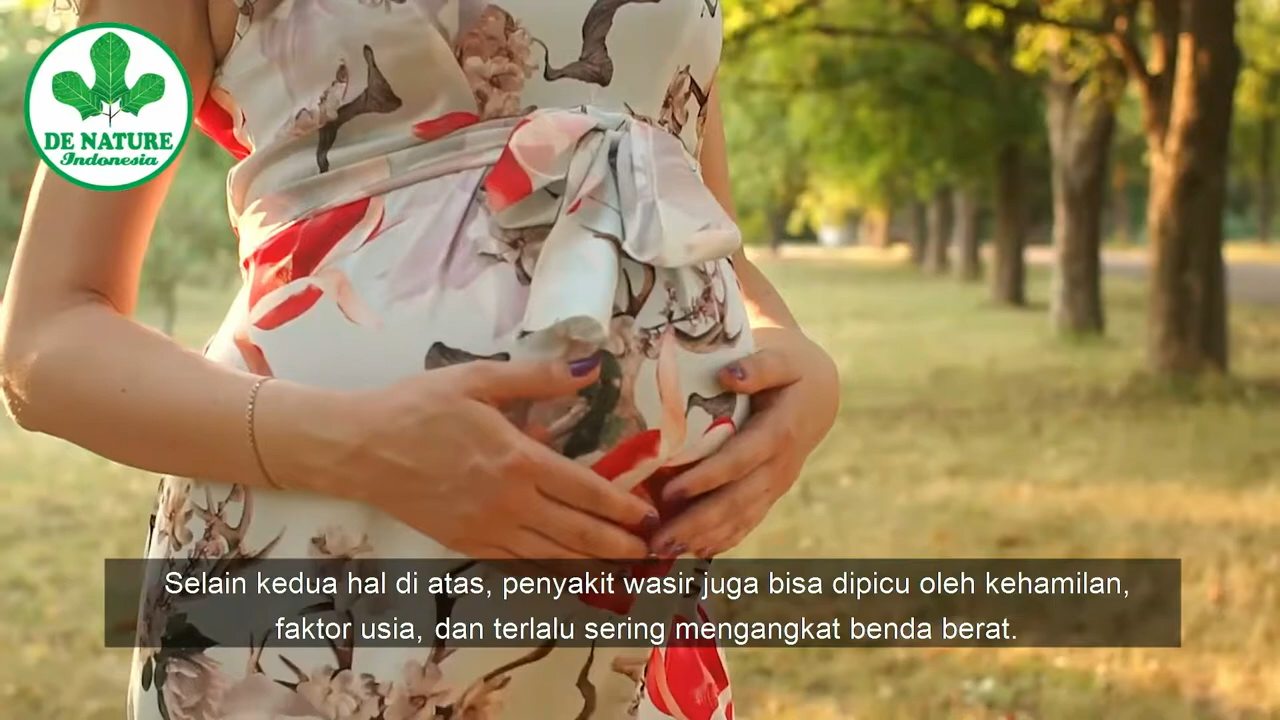 DE NATURE
Indonesia
Selain kedua hal di atas, penyakit wasir juga bisa dipicu oleh kehamilan,
faktor usia, dan terlalu sering mengangkat benda berat.